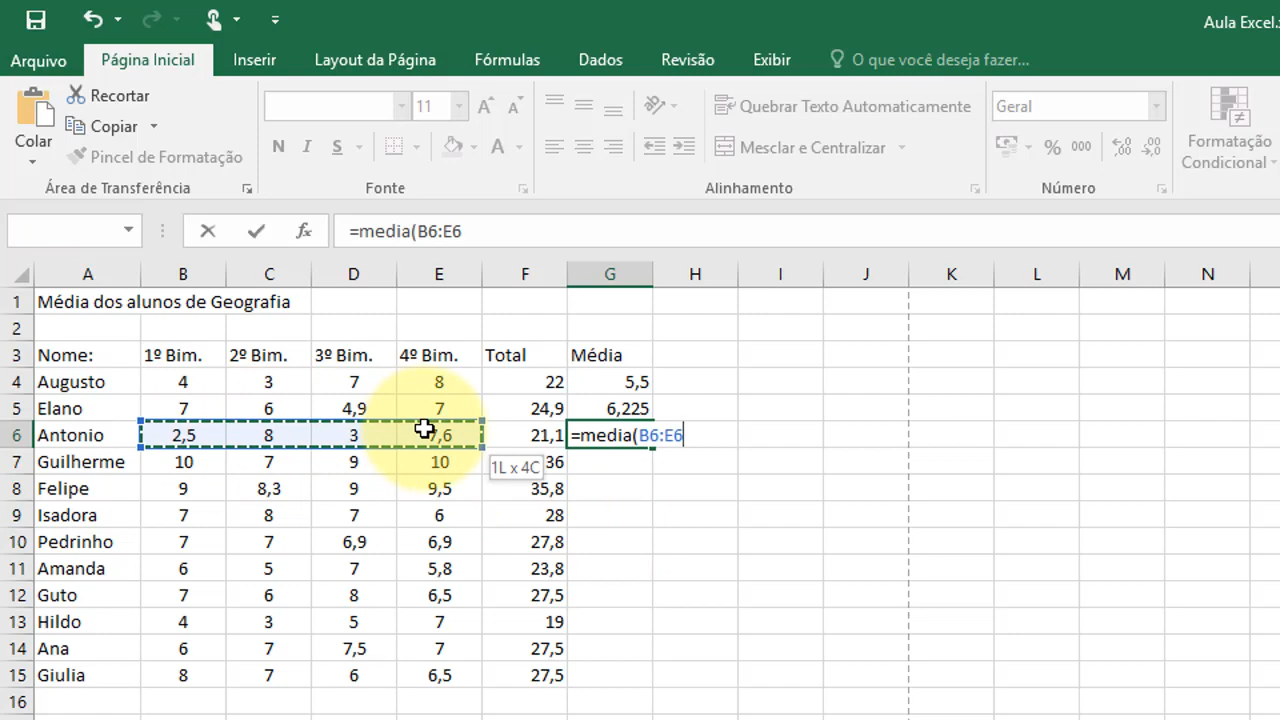 Aula Excel.
Arquivo Página Inicial Inserir Layout da Página Fórmulas Dados Revisão Exibir O que você deseja fazer...
Recortar
Copiar
Pincel de Formatação
Colar
11
N I S
A
Quebrar Texto Automaticamente
Mesclar e Centralizar
Geral
% 000
Formatação
Condicional
Área de Transferência Fonte Alinhamento Número
fx =media(B6:E6
A B C D E F G H I J K L M N
1 Média dos alunos de Geografia
2
3 Nome: 1º Bim. 2º Bim. 3º Bim. 4º Bim. Total Média
4 Augusto 4 3 7 8 22 5,5
5 Elano 7 6 4,9 7 24,9 6,225
6 Antonio 2,5 8 3 7,6 21,1 =media(B6:E6
7 Guilherme 10 7 9 10 36
1L x 4C
8 Felipe 9 8,3 9 9,5 35,8
9 Isadora 7 8 7 6 28
10 Pedrinho 7 7 6,9 6,9 27,8
11 Amanda 6 5 7 5,8 23,8
12 Guto 7 6 8 6,5 27,5
13 Hildo 4 3 5 7 19
14 Ana 6 7 7,5 7 27,5
15 Giulia 8 7 6 6,5 27,5
16